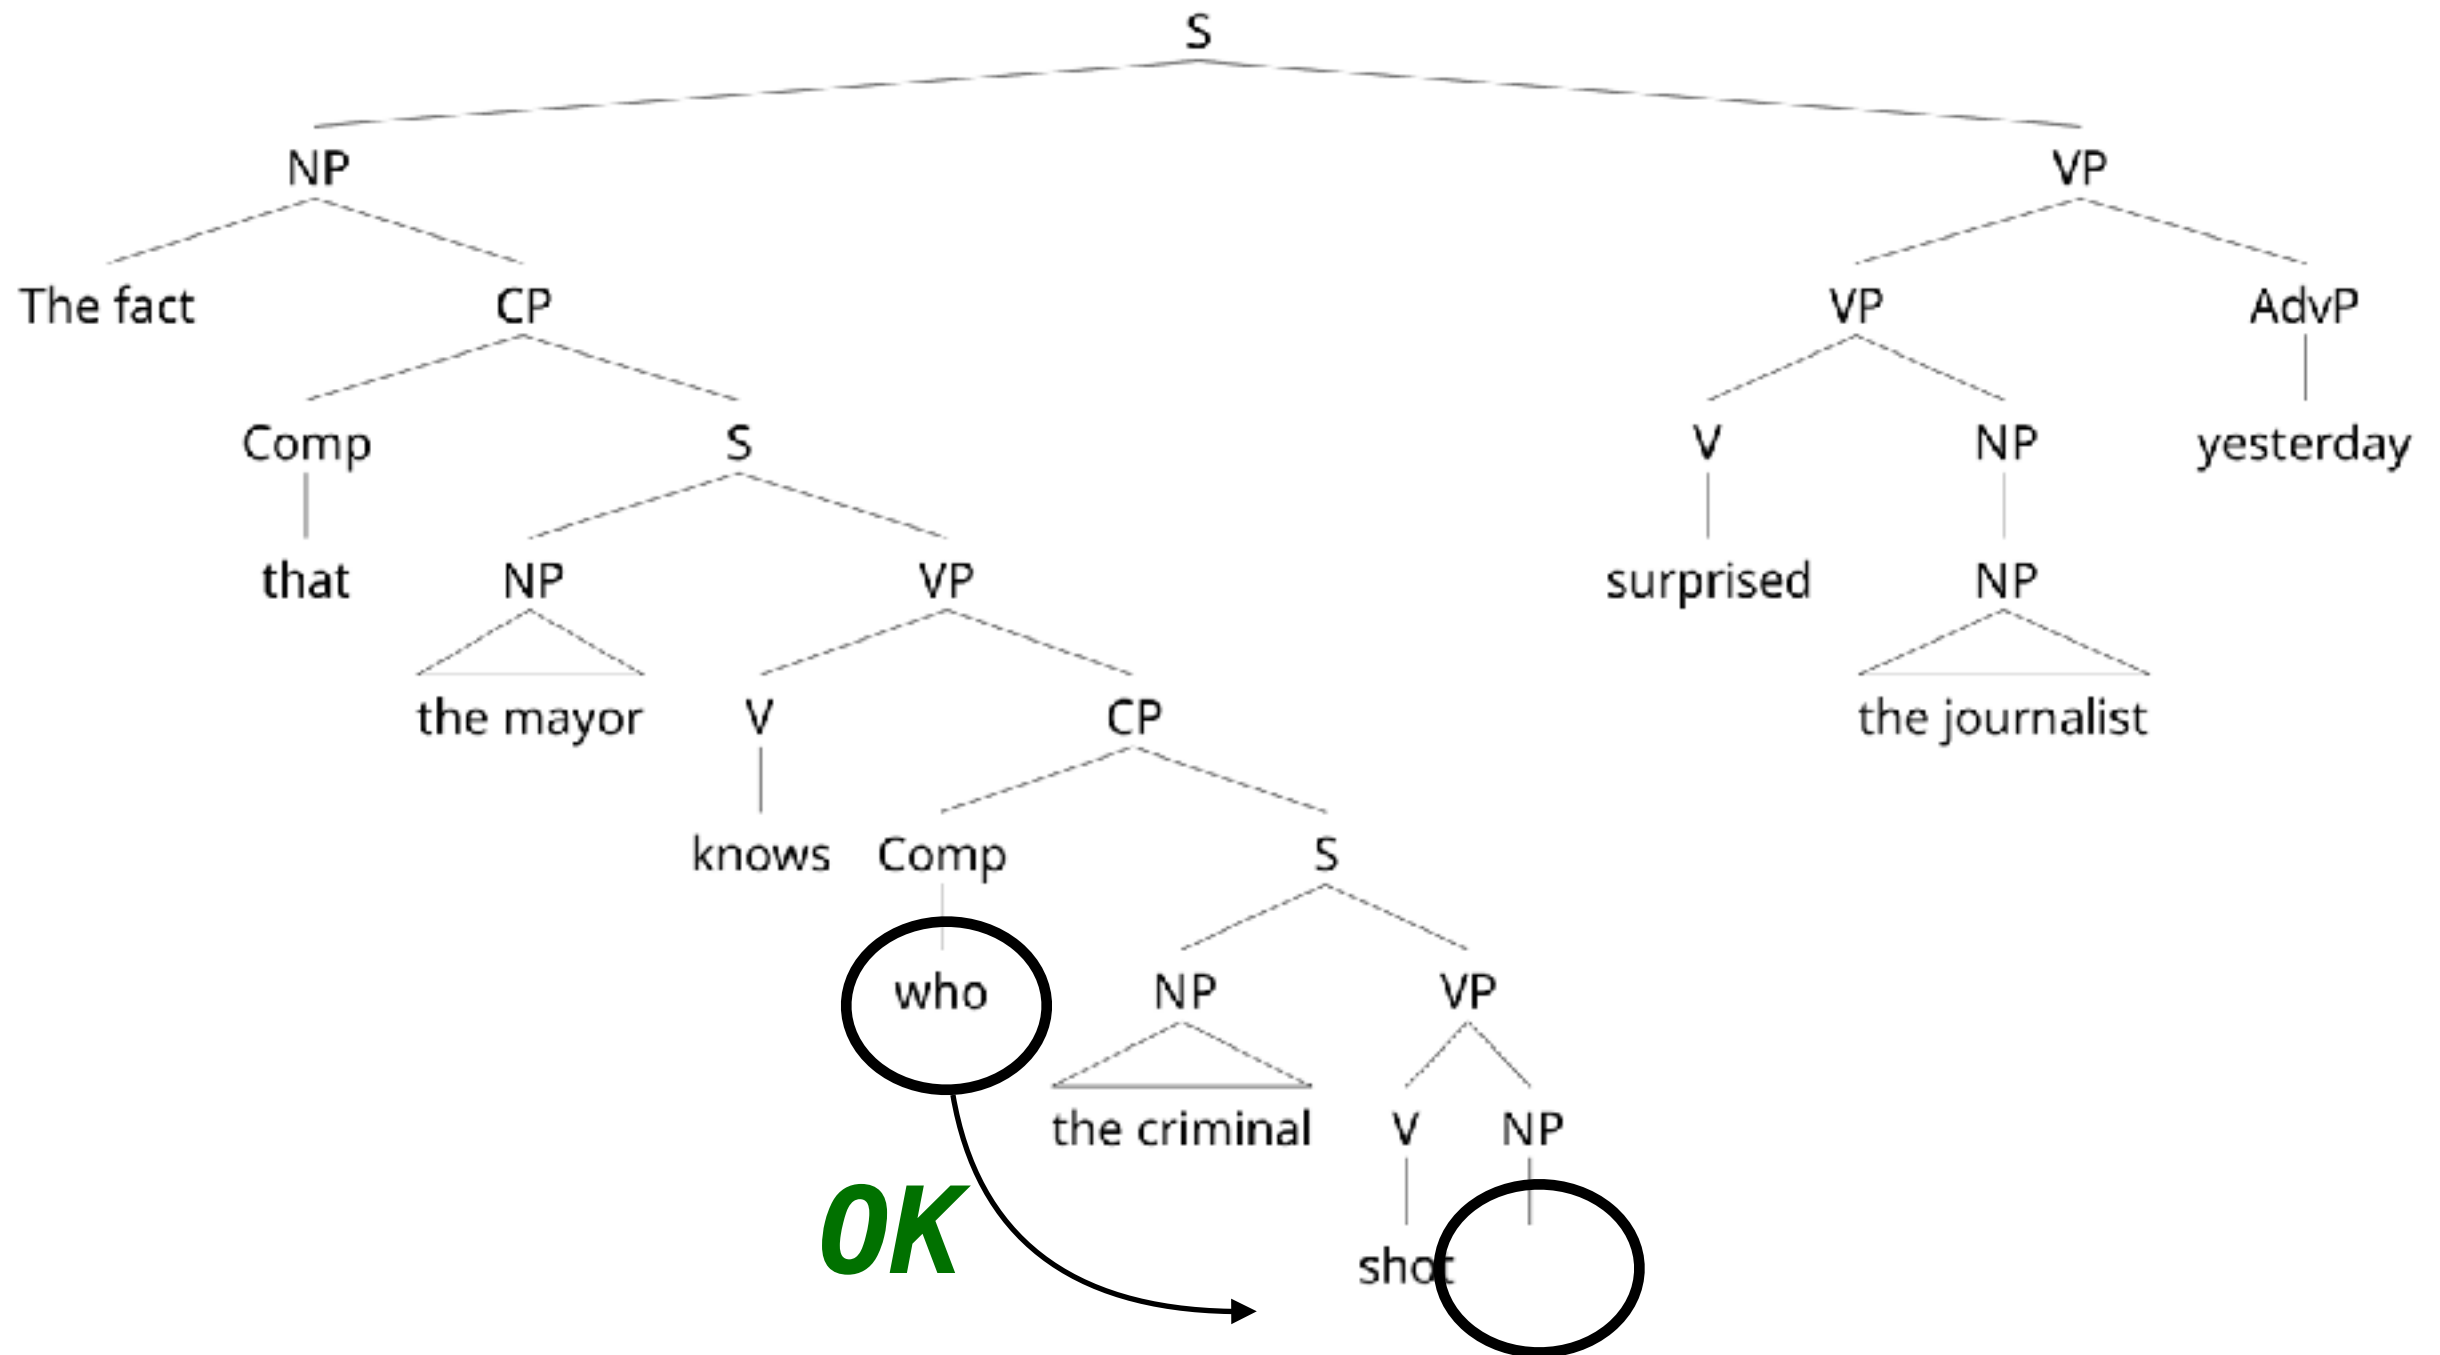 S
NP VP
The fact CP VP AdvP
Comp S V NP yesterday
that NP VP surprised NP
the mayor V CP the journalist
knows Comp S
who NP VP
the criminal V NP
OK
shot